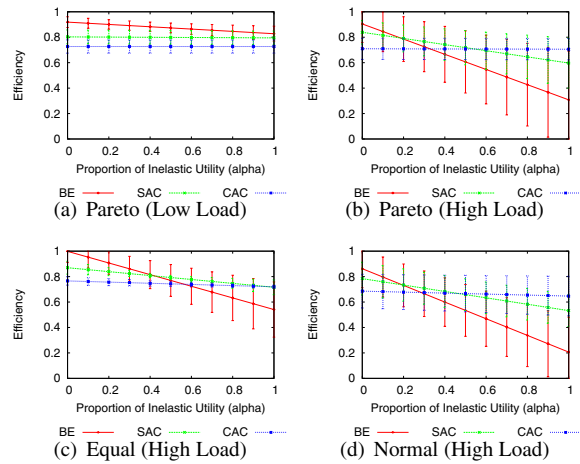 Efficiency
1
0.8
0.6
0.4
0.2
0
0 0.2 0.4 0.6 0.8 1
Proportion of Inelastic Utility (alpha)
BE SAC CAC
(a) Pareto (Low Load)
Efficiency
1
0.8
0.6
0.4
0.2
0
0 0.2 0.4 0.6 0.8 1
Proportion of Inelastic Utility (alpha)
BE SAC CAC
(b) Pareto (High Load)
Efficiency
1
0.8
0.6
0.4
0.2
0
0 0.2 0.4 0.6 0.8 1
Proportion of Inelastic Utility (alpha)
BE SAC CAC
(c) Equal (High Load)
Efficiency
1
0.8
0.6
0.4
0.2
0
0 0.2 0.4 0.6 0.8 1
Proportion of Inelastic Utility (alpha)
BE SAC CAC
(d) Normal (High Load)